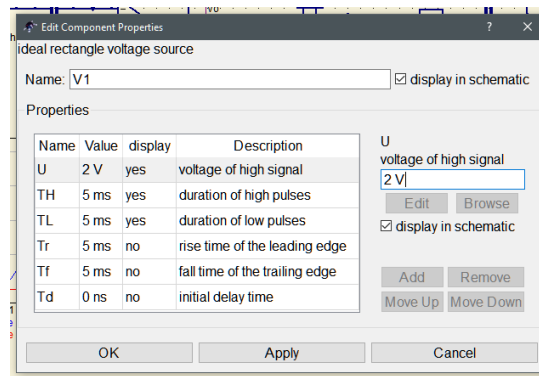 Edit Component Properties ? ×
ideal rectangle voltage source
Name: V1 display in schematic
Properties
Name Value display Description
U 2 V yes voltage of high signal
TH 5 ms yes duration of high pulses
TL 5 ms yes duration of low pulses
Tr 5 ms no rise time of the leading edge
Tf 5 ms no fall time of the trailing edge
Td 0 ns no initial delay time
U
voltage of high signal
2 V
Edit Browse
display in schematic
Add Remove
Move Up Move Down
OK Apply Cancel